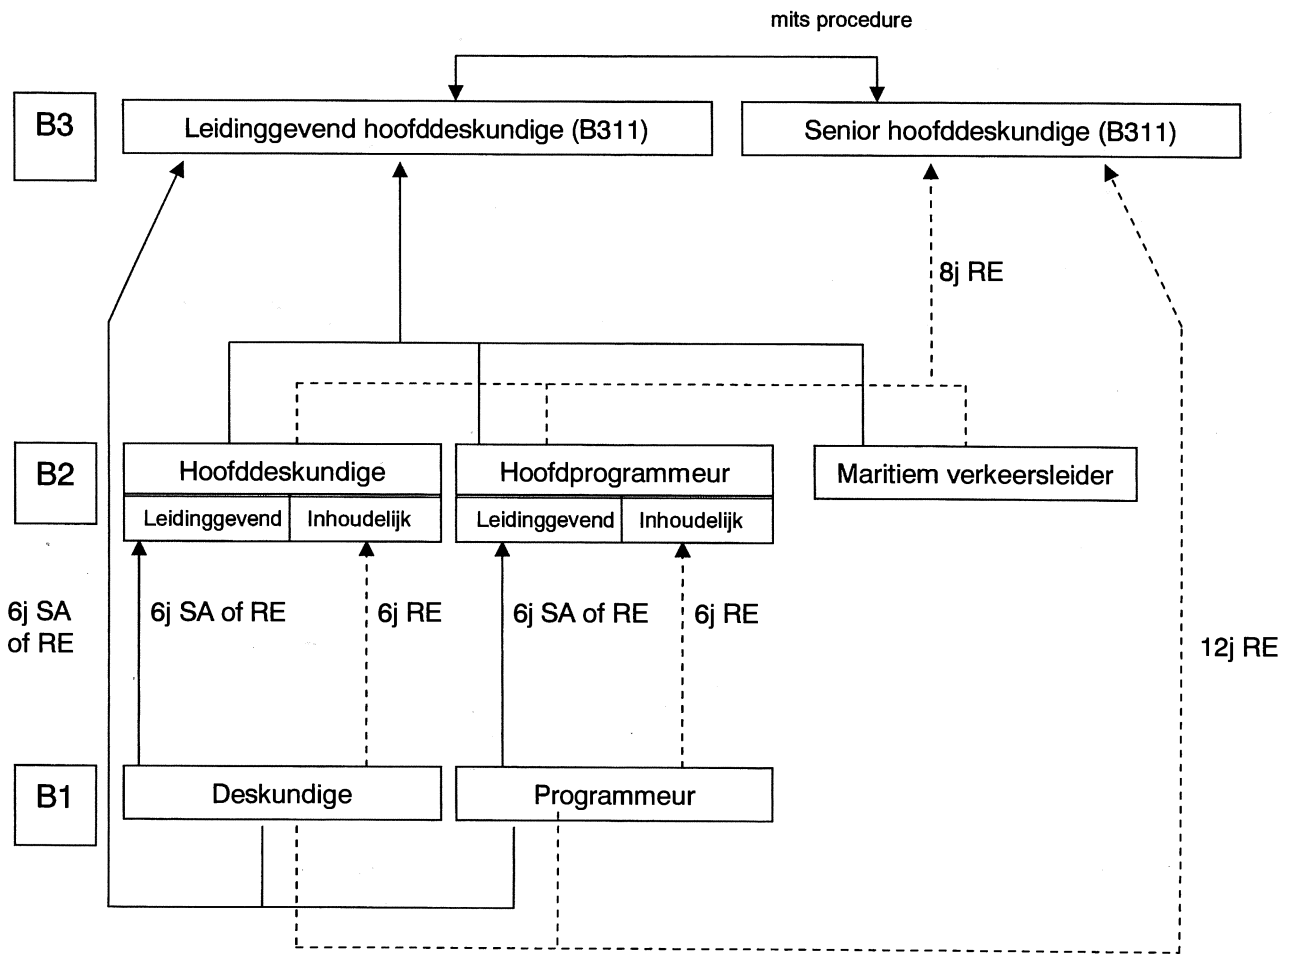 mits procedure
B3
Leidinggevend hoofddeskundige (B311)
Senior hoofddeskundige (B311)
8j RE
B2
Hoofddeskundige
Hoofdprogrammeur
Maritiem verkeersleider
Leidinggevend
Inhoudelijk
Leidinggevend
Inhoudelijk
6j SA
of RE
6j SA of RE
6j RE
6j SA of RE
6j RE
12j RE
B1
Deskundige
Programmeur